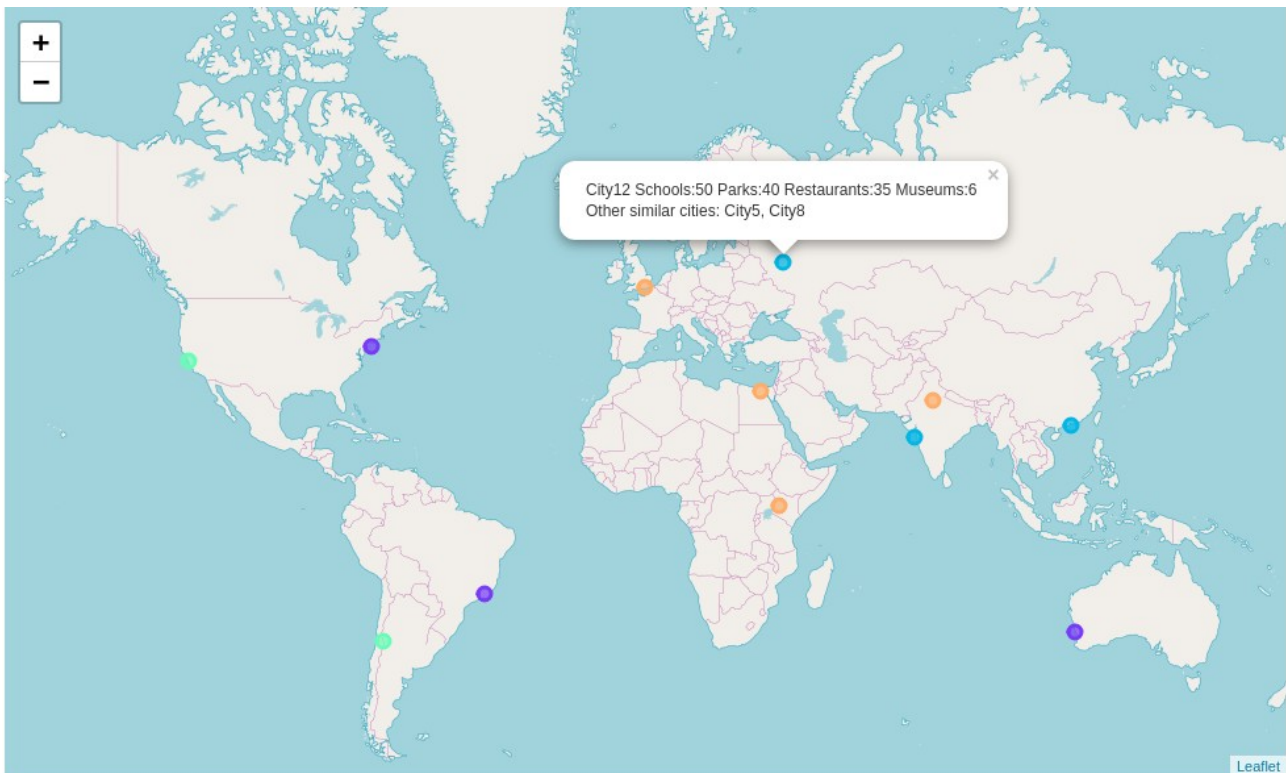 +
−
×
City12 Schools:50 Parks:40 Restaurants:35 Museums:6
Other similar cities: City5, City8
Leaflet